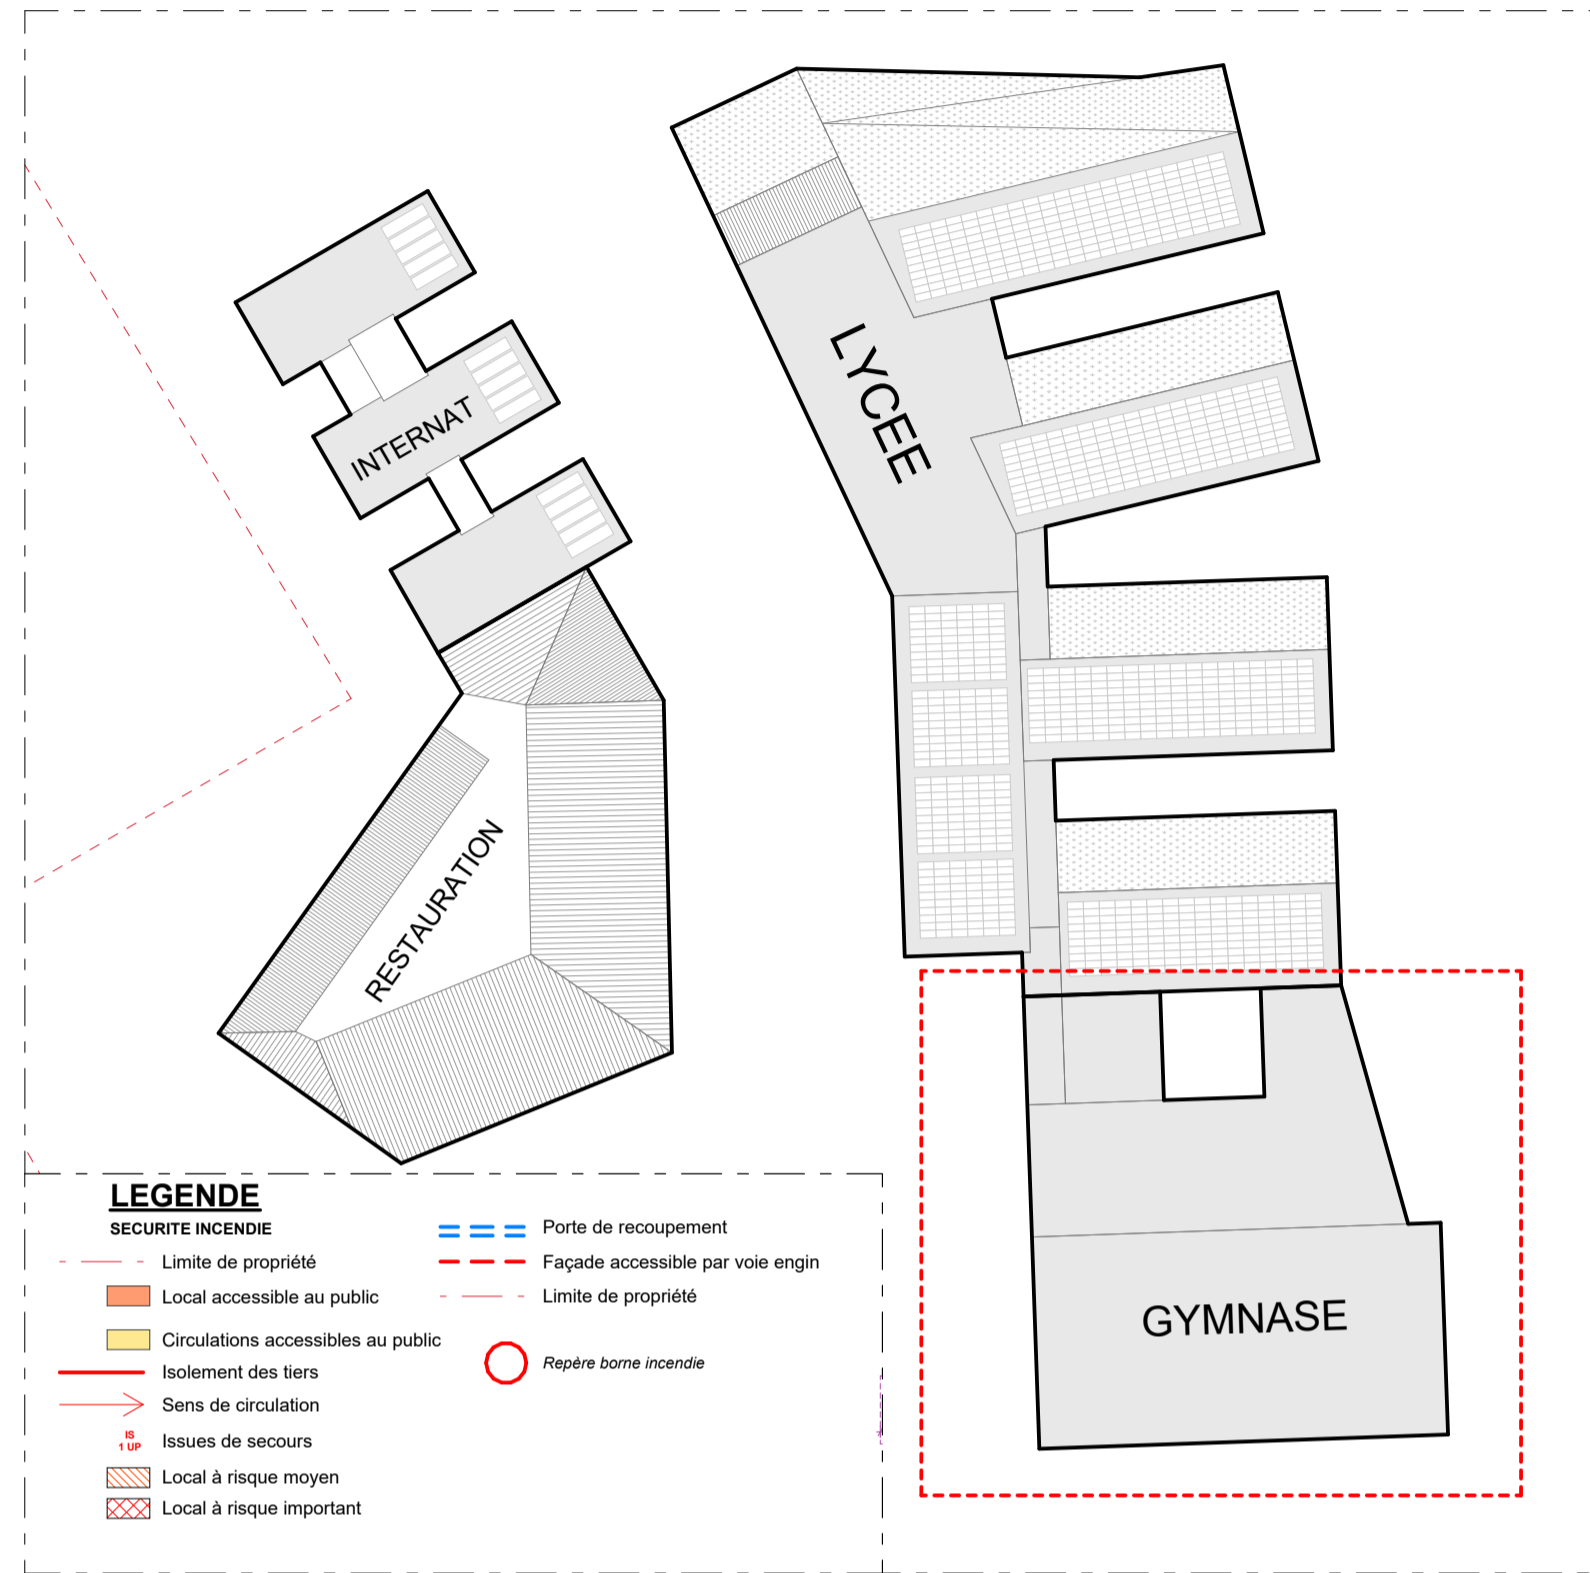 LYCEE
INTERNAT
RESTAURATION
GYMNASE
LEGENDE
SECURITE INCENDIE
Limite de propriété
Local accessible au public
Circulations accessibles au public
Isolement des tiers
Sens de circulation
IS
1 UP
Issues de secours
Local à risque moyen
Local à risque important
Porte de recoupement
Façade accessible par voie engin
Limite de propriété
Repère borne incendie